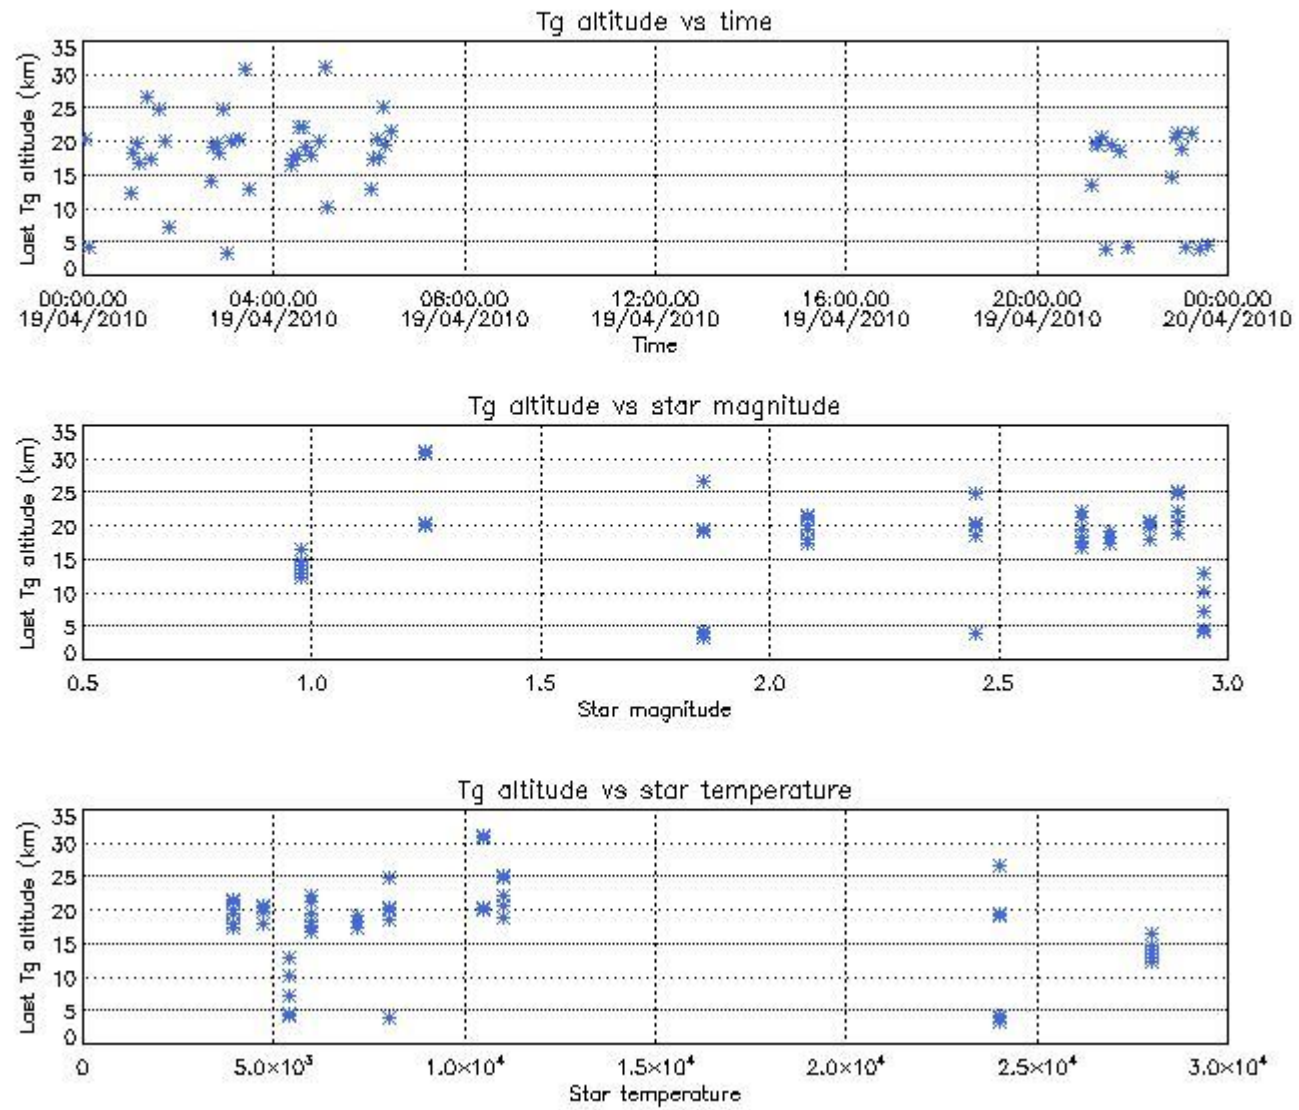 Tg altitude vs time
Last Tg altitude (km)
35
30
25
20
15
10
5
0
00:00.00 04:00.00 08:00.00 12:00.00 16:00.00 20:00.00 00:00.00
19/04/2010 19/04/2010 19/04/2010 19/04/2010 19/04/2010 19/04/2010 20/04/2010
Time
Tg altitude vs star magnitude
Last Tg altitude (km)
35
30
25
20
15
10
5
0
0.5 1.0 1.5 2.0 2.5 3.0
Star magnitude
Tg altitude vs star temperature
Last Tg altitude (km)
35
30
25
20
15
10
5
0
0 5.0×10³ 1.0×10⁴ 1.5×10⁴ 2.0×10⁴ 2.5×10⁴ 3.0×10⁴
Star temperature